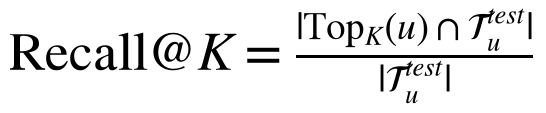 Recall@K = |Top_K(u) ∩ 𝒯_u^{test}| / |𝒯_u^{test}|